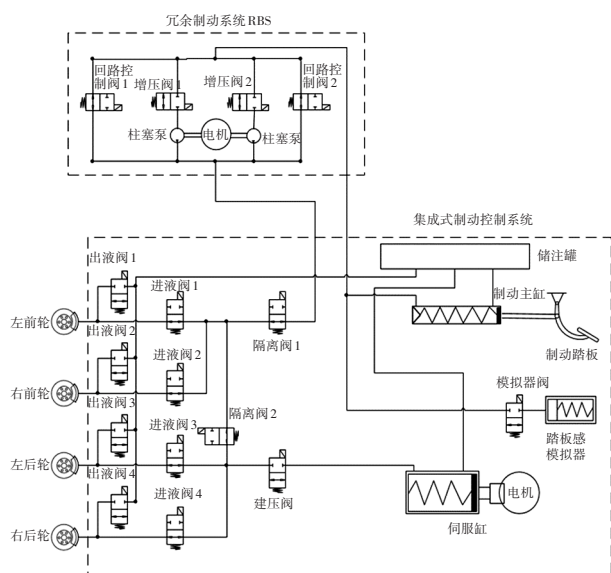 冗余制动系统RBS
回路控
制阀1
增压阀1
增压阀2
回路控
制阀2
柱塞泵
电机
柱塞泵
集成式制动控制系统
出液阀1
进液阀1
储注罐
制动主缸
左前轮
出液阀2
隔离阀1
制动踏板
进液阀2
模拟器阀
右前轮
出液阀3
进液阀3
隔离阀2
踏板感
模拟器
左后轮
出液阀4
进液阀4
建压阀
电机
伺服缸
右后轮